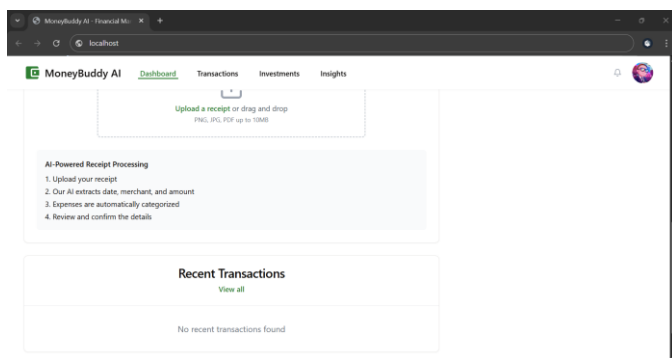 MoneyBuddy AI - Financial Ma
localhost
MoneyBuddy AI Dashboard Transactions Investments Insights
Upload a receipt or drag and drop
PNG, JPG, PDF up to 10MB
AI-Powered Receipt Processing
1. Upload your receipt
2. Our AI extracts date, merchant, and amount
3. Expenses are automatically categorized
4. Review and confirm the details
Recent Transactions
View all
No recent transactions found